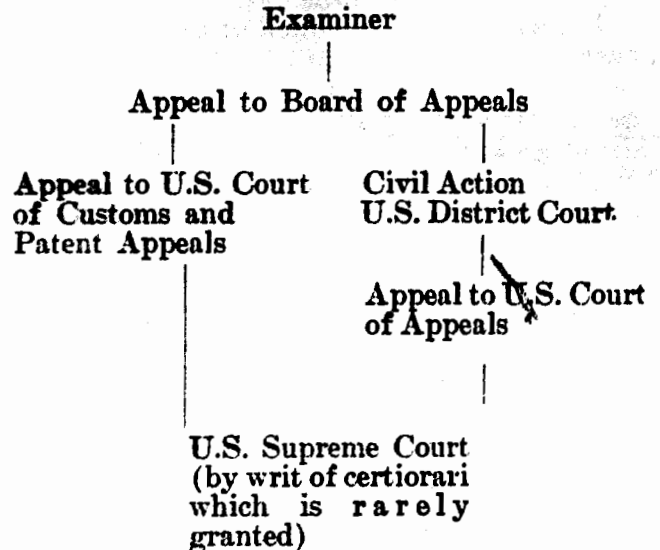 Examiner
Appeal to Board of Appeals
Appeal to U.S. Court
of Customs and
Patent Appeals
Civil Action
U.S. District Court.
Appeal to U.S. Court
of Appeals
U.S. Supreme Court
(by writ of certiorari
which is rarely
granted)